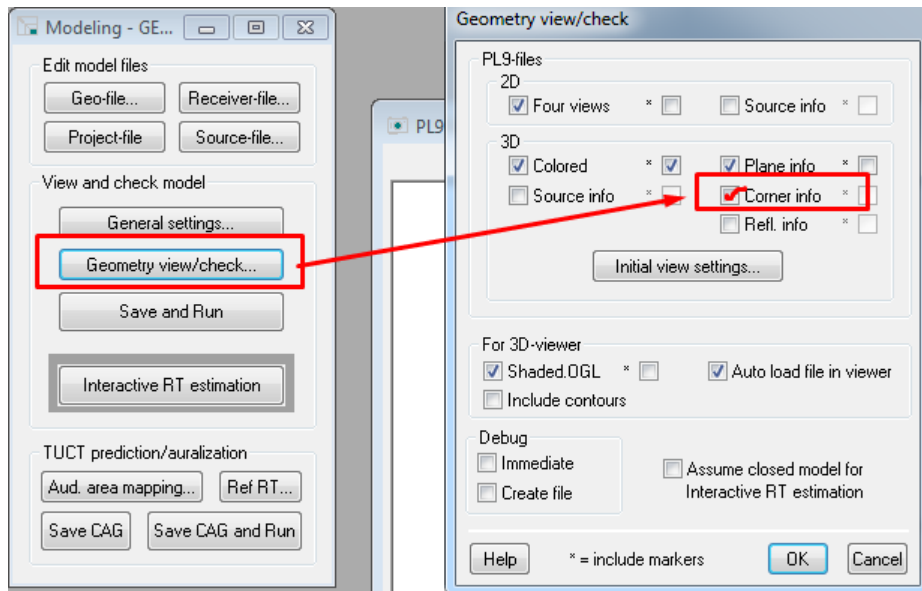 Modeling - GE...
Edit model files
Geo-file... Receiver-file...
Project-file Source-file...
View and check model
General settings...
Geometry view/check...
Save and Run
Interactive RT estimation
TUCT prediction/auralization
Aud. area mapping... Ref RT...
Save CAG Save CAG and Run
PL9
Geometry view/check
PL9-files
2D
Four views * Source info *
3D
Colored * Plane info *
Source info * Corner info *
Refl. info *
Initial view settings...
For 3D-viewer
Shaded.OGL * Auto load file in viewer
Include contours
Debug
Immediate
Create file
Assume closed model for
Interactive RT estimation
Help * = include markers OK Cancel